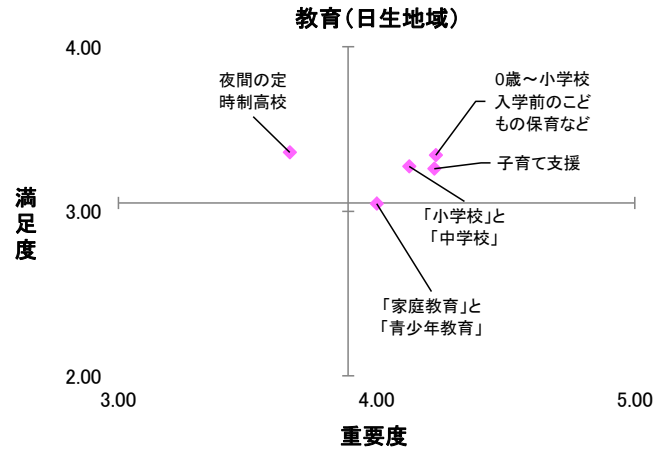 教育（日生地域）
4.00
夜間の定
時制高校
0歳～小学校
入学前のこど
もの保育など
子育て支援
満足度
3.00
「小学校」と
「中学校」
「家庭教育」と
「青少年教育」
2.00
3.00
4.00
5.00
重要度